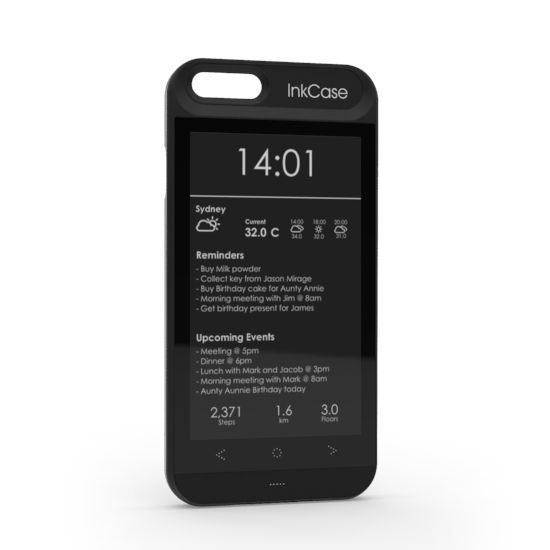 InkCase
14:01
Sydney
Current
32.0 C
14:00 18:00 20:00
34.0 32.0 31.0
Reminders
- Buy Milk powder
- Collect key from Jason Mirage
- Buy Birthday cake for Aunty Annie
- Morning meeting with Jim @ 8am
- Get birthday present for James
Upcoming Events
- Meeting @ 5pm
- Dinner @ 6pm
- Lunch with Mark and Jacob @ 3pm
- Morning meeting with Mark @ 8am
- Aunty Aunnie Birthday today
2,371 1.6 3.0
Steps km Floors